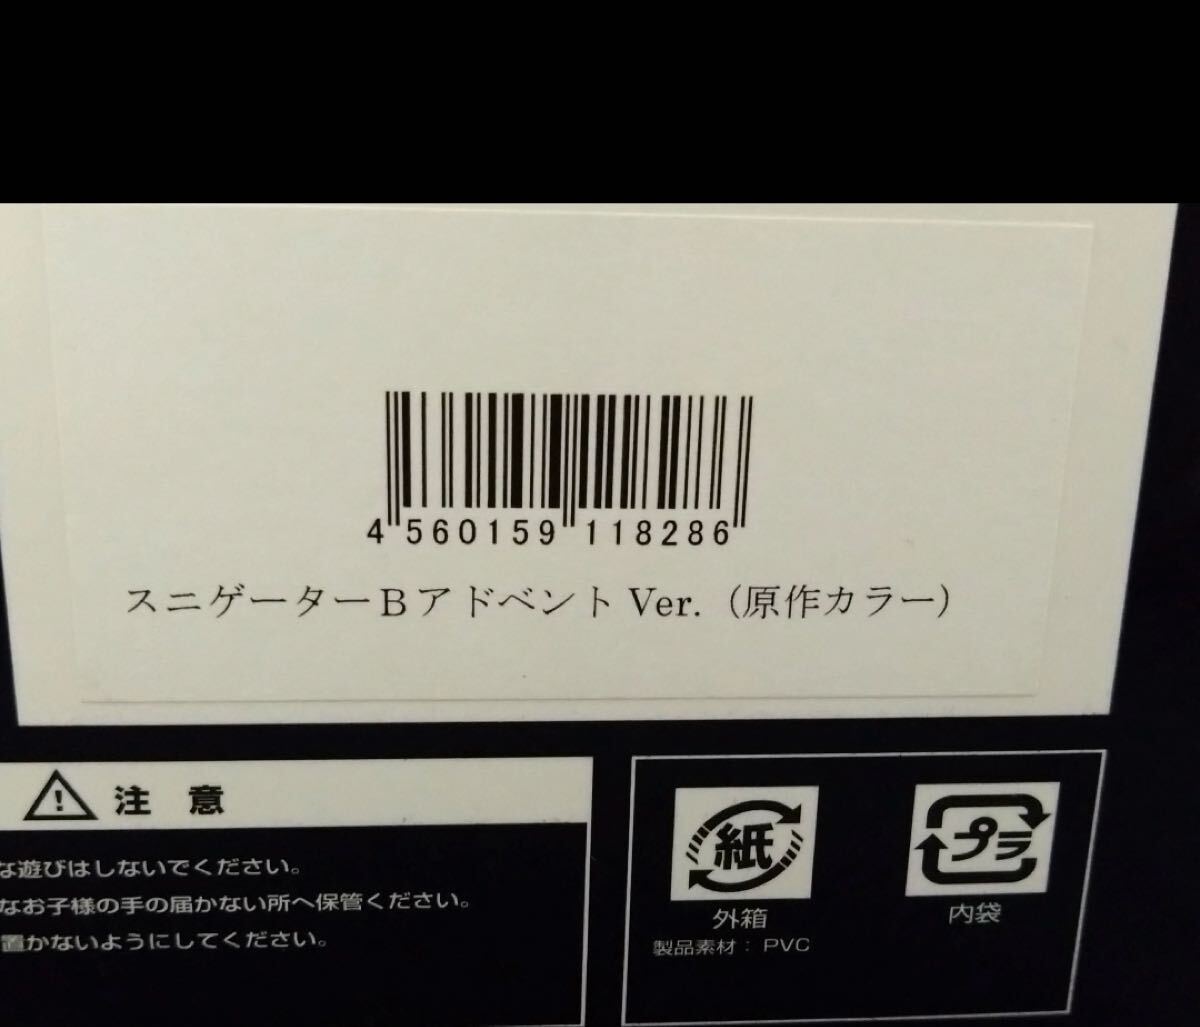 4 560159 118286
スニゲーターBアドベントVer.（原作カラー）
注 意
な遊びはしないでください。
なお子様の手の届かない所へ保管ください。
置かないようにしてください。
紙
外箱
製品素材：PVC
プラ
内袋